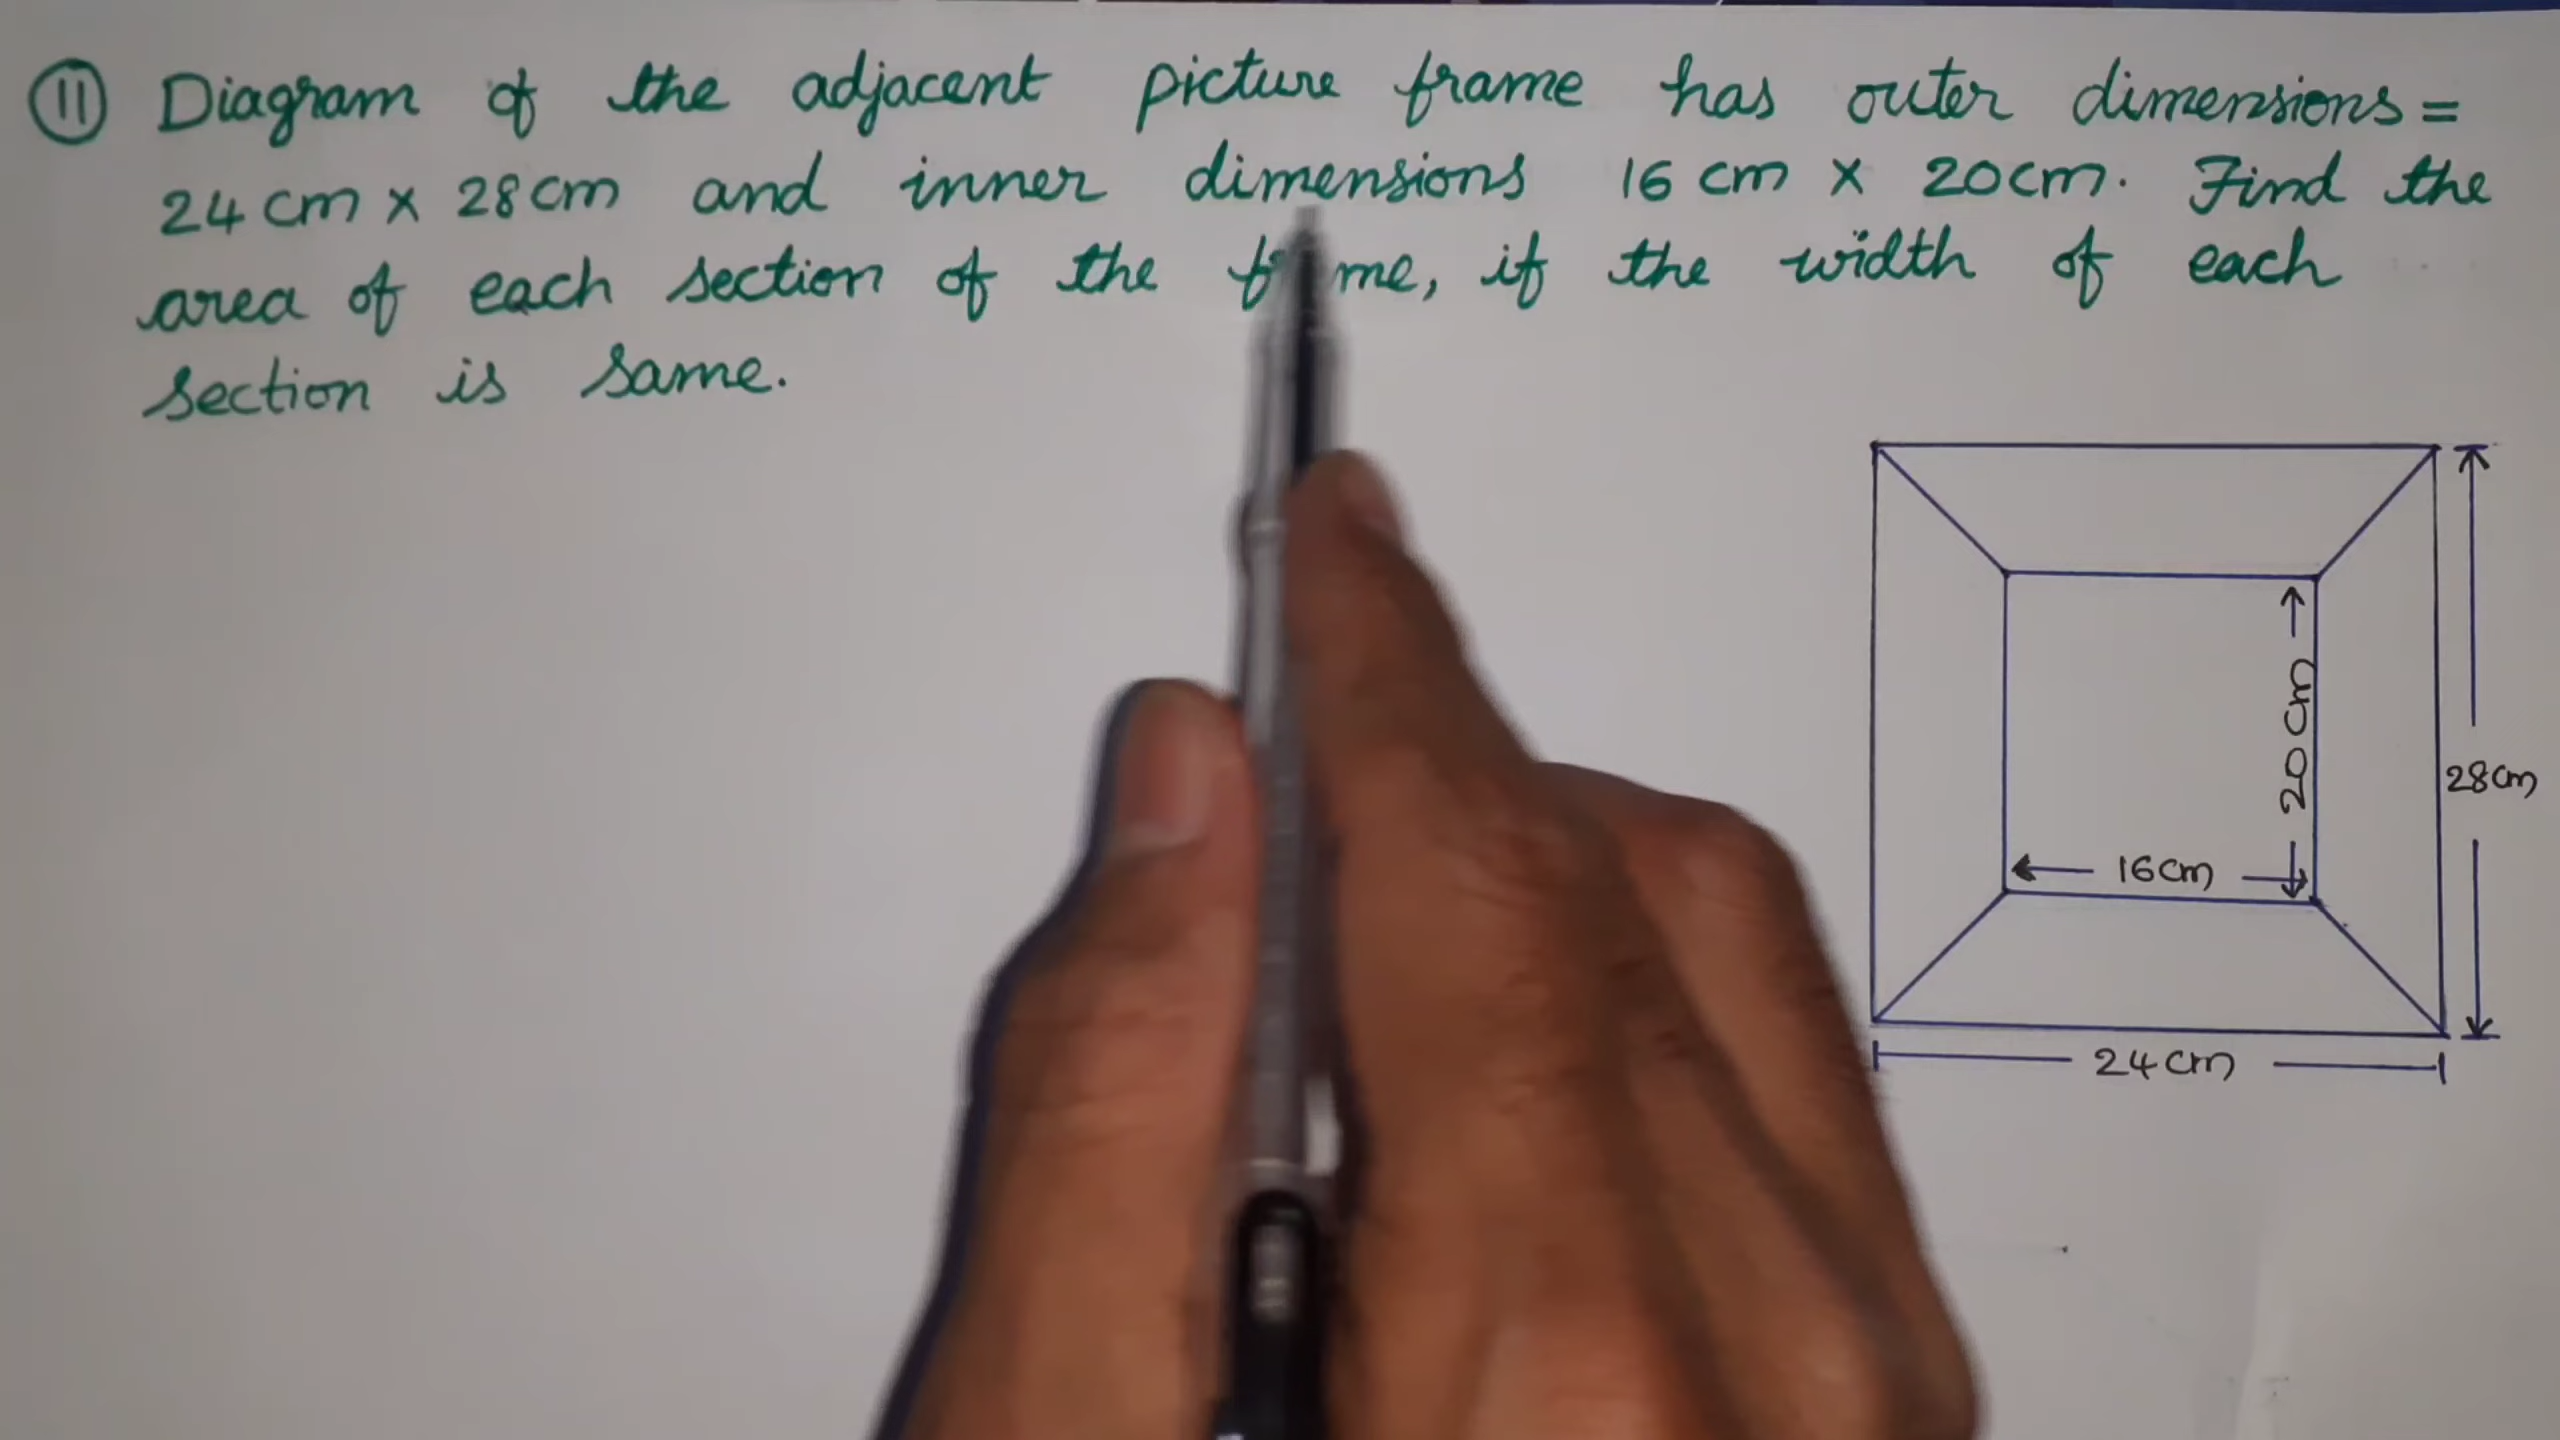 11 Diagram of the adjacent picture frame has outer dimensions =
24 cm x 28 cm and inner dimensions 16 cm x 20 cm. Find the
area of each section of the frame, if the width of each
section is same.
20 cm
28 cm
16 cm
24 cm